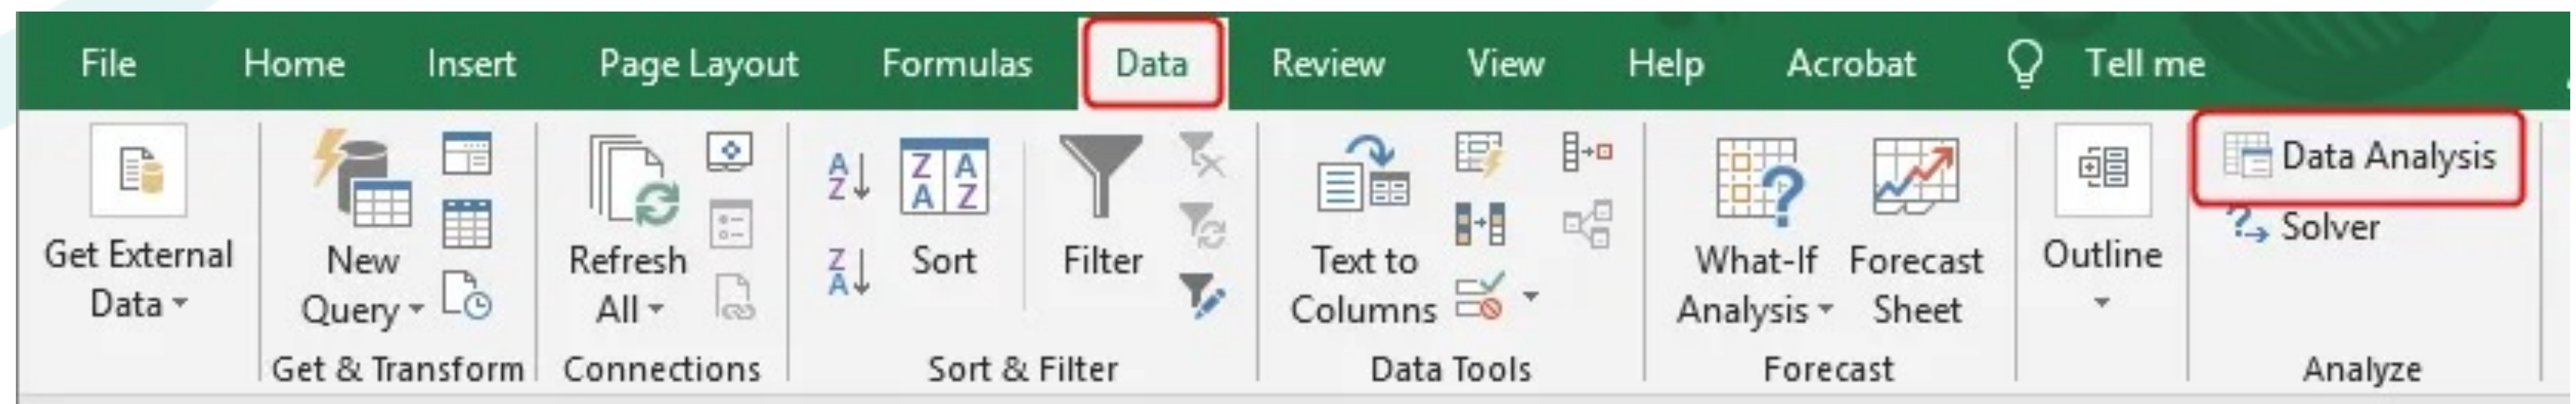 File Home Insert Page Layout Formulas Data Review View Help Acrobat Tell me
Get External
Data
New
Query
Get & Transform
Refresh
All
Connections
A
Z
Z
A
Z A
A Z
Sort
Filter
Sort & Filter
Text to
Columns
Data Tools
What-If
Analysis
Forecast
Sheet
Forecast
Outline
Data Analysis
Solver
Analyze